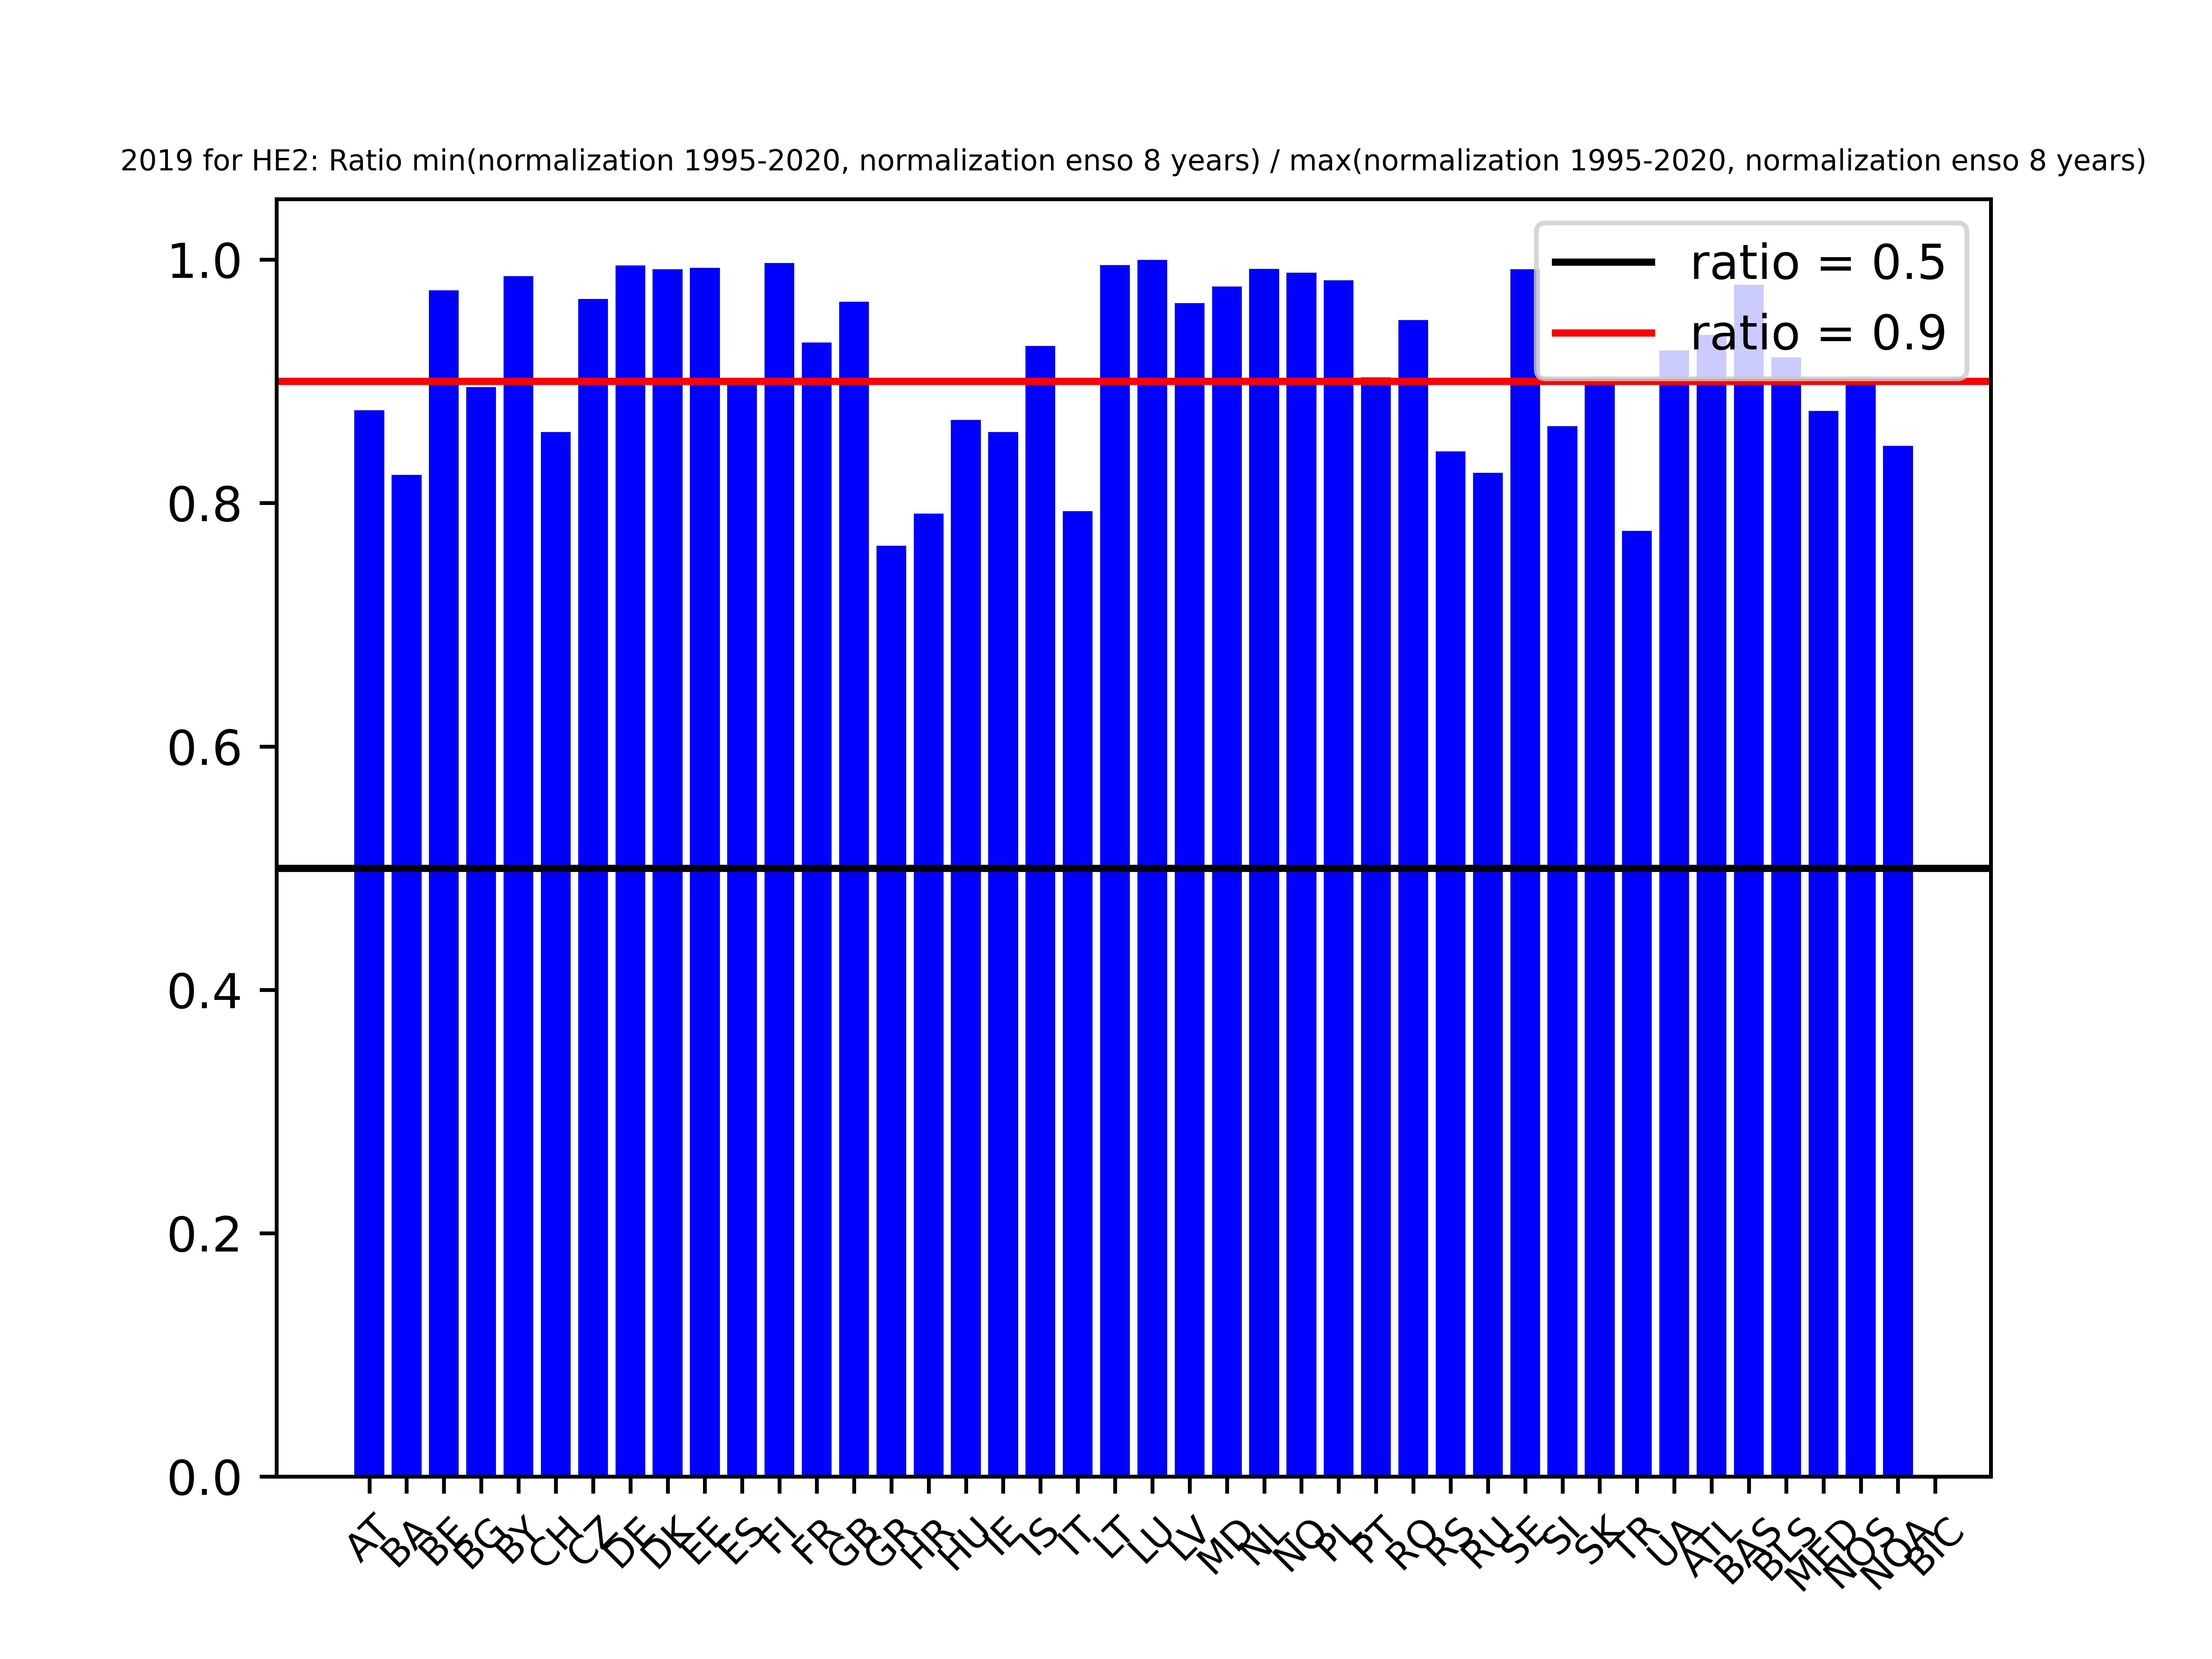 2019 for HE2: Ratio min(normalization 1995-2020, normalization enso 8 years) / max(normalization 1995-2020, normalization enso 8 years)
ratio = 0.5
ratio = 0.9
1.0
0.8
0.6
0.4
0.2
0.0
AT BA BE BG BY CH CZ DE DK EE ES FI FR GB GR HR HU IE IS IT LT LU LV MD NL NO PL PT RO RS RU SE SI SK TR UA ATL BAS BLS MED NOS NOA BIC